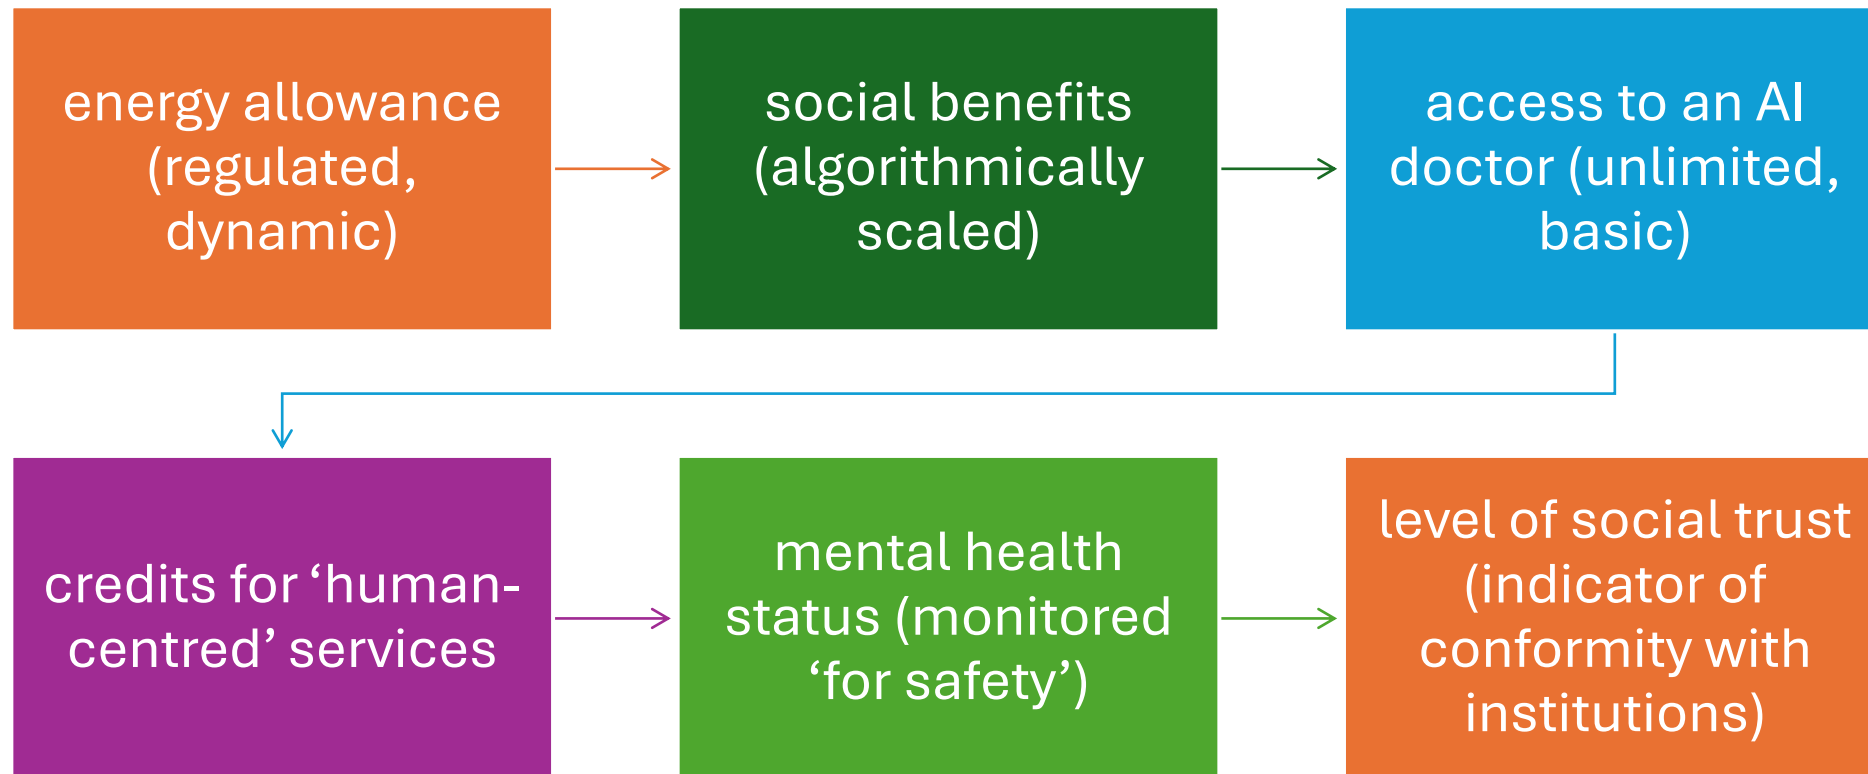 energy allowance
(regulated,
dynamic)
social benefits
(algorithmically
scaled)
access to an AI
doctor (unlimited,
basic)
credits for ‘human-
centred’ services
mental health
status (monitored
‘for safety’)
level of social trust
(indicator of
conformity with
institutions)